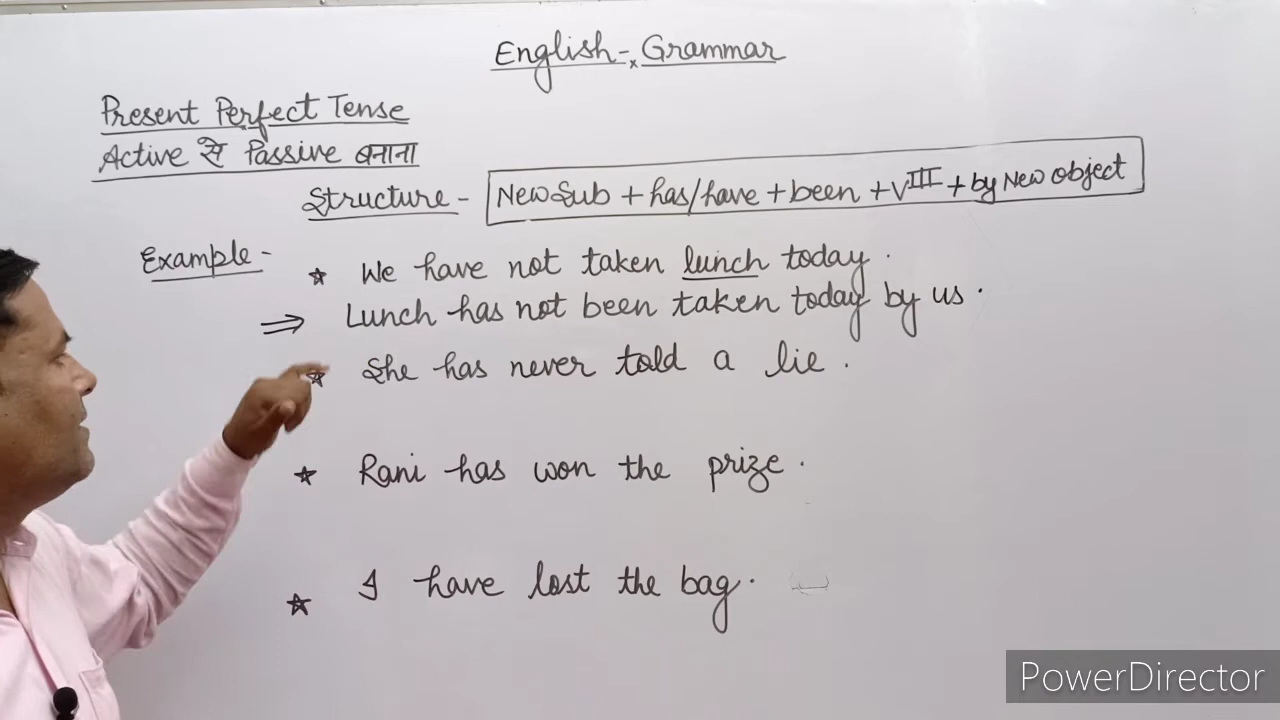 English-Grammar
Present Perfect Tense
Active से Passive बनाना
Structure - New Sub + has/have + been + VIII + by New Object
Example -
★ We have not taken lunch today.
⇒ Lunch has not been taken today by us.
★ She has never told a lie.
★ Rani has won the prize.
★ I have lost the bag.
PowerDirector